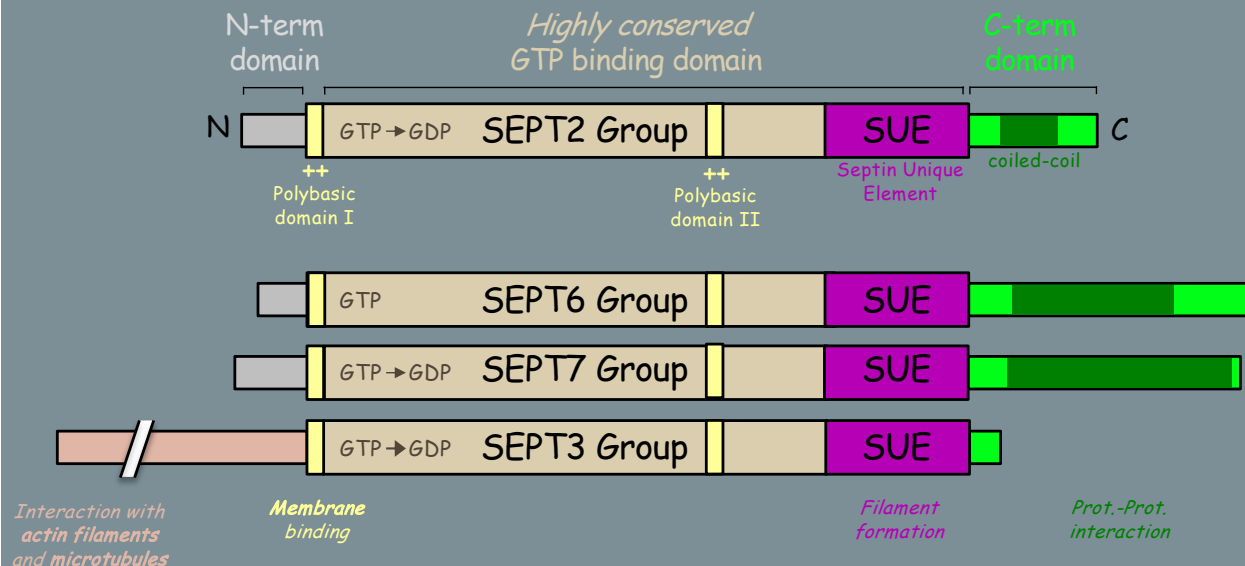 N-term
domain
Highly conserved
GTP binding domain
C-term
domain
N
GTP→GDP
SEPT2 Group
SUE
C
++
Polybasic
domain I
++
Polybasic
domain II
Septin Unique
Element
coiled-coil
GTP
SEPT6 Group
SUE
GTP→GDP
SEPT7 Group
SUE
GTP→GDP
SEPT3 Group
SUE
Interaction with
actin filaments
and microtubules
Membrane
binding
Filament
formation
Prot.-Prot.
interaction